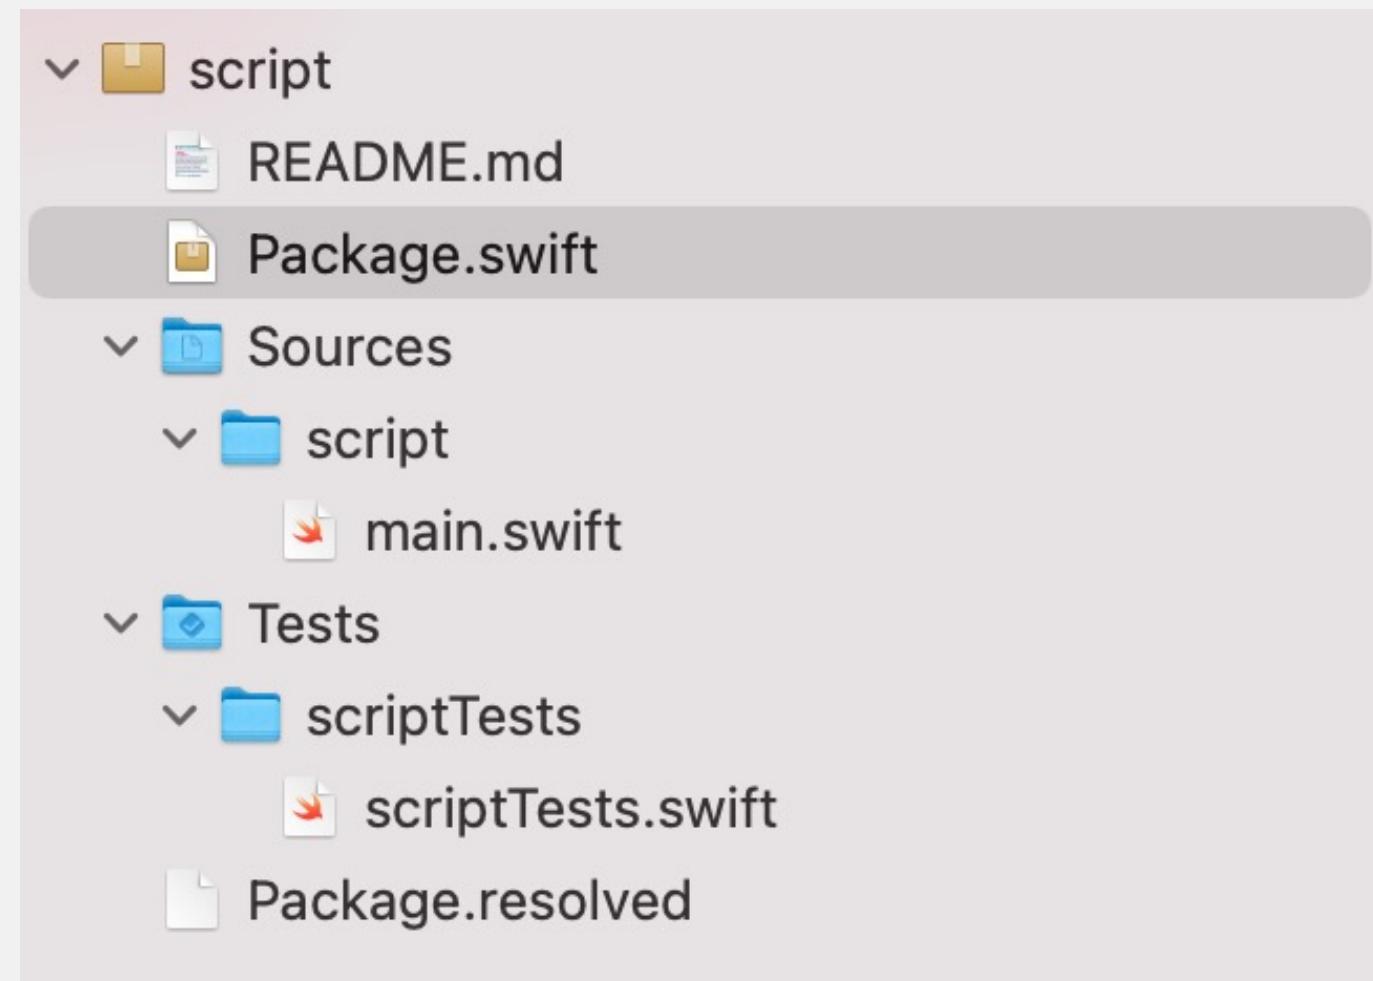 script
README.md
Package.swift
Sources
script
main.swift
Tests
scriptTests
scriptTests.swift
Package.resolved